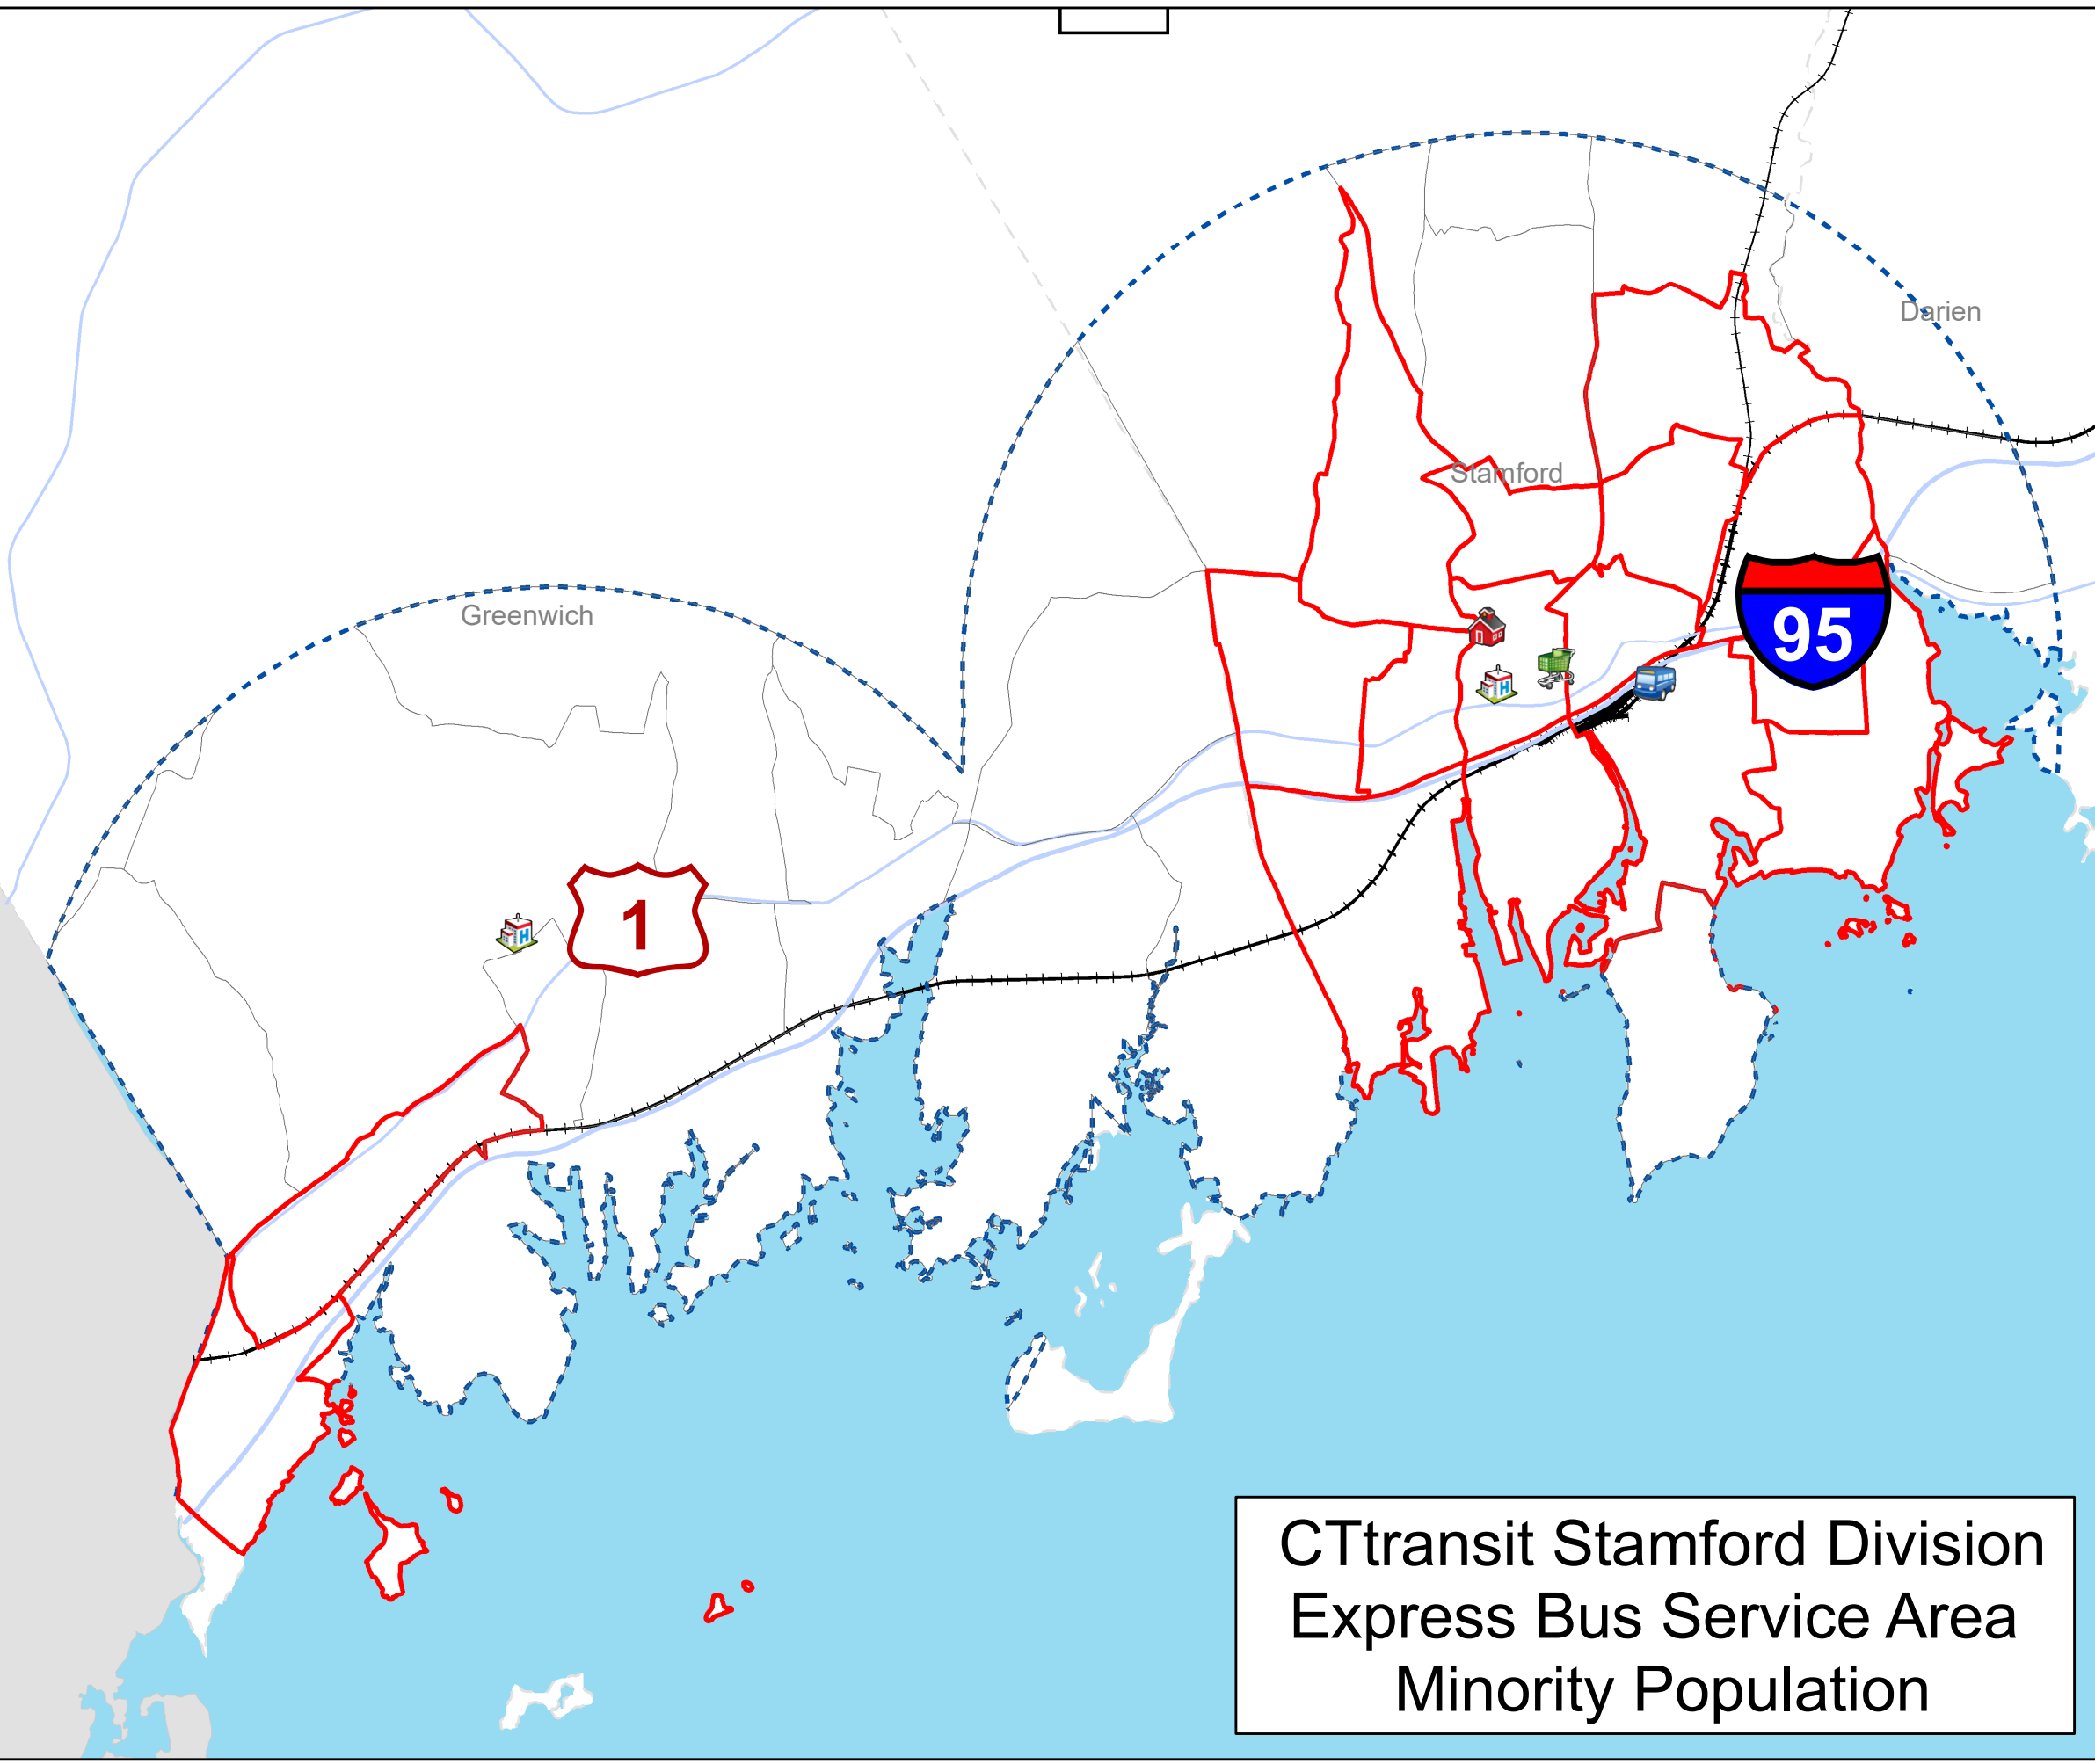 Darien
Stamford
Greenwich
95
H
1
H
CTtransit Stamford Division
Express Bus Service Area
Minority Population